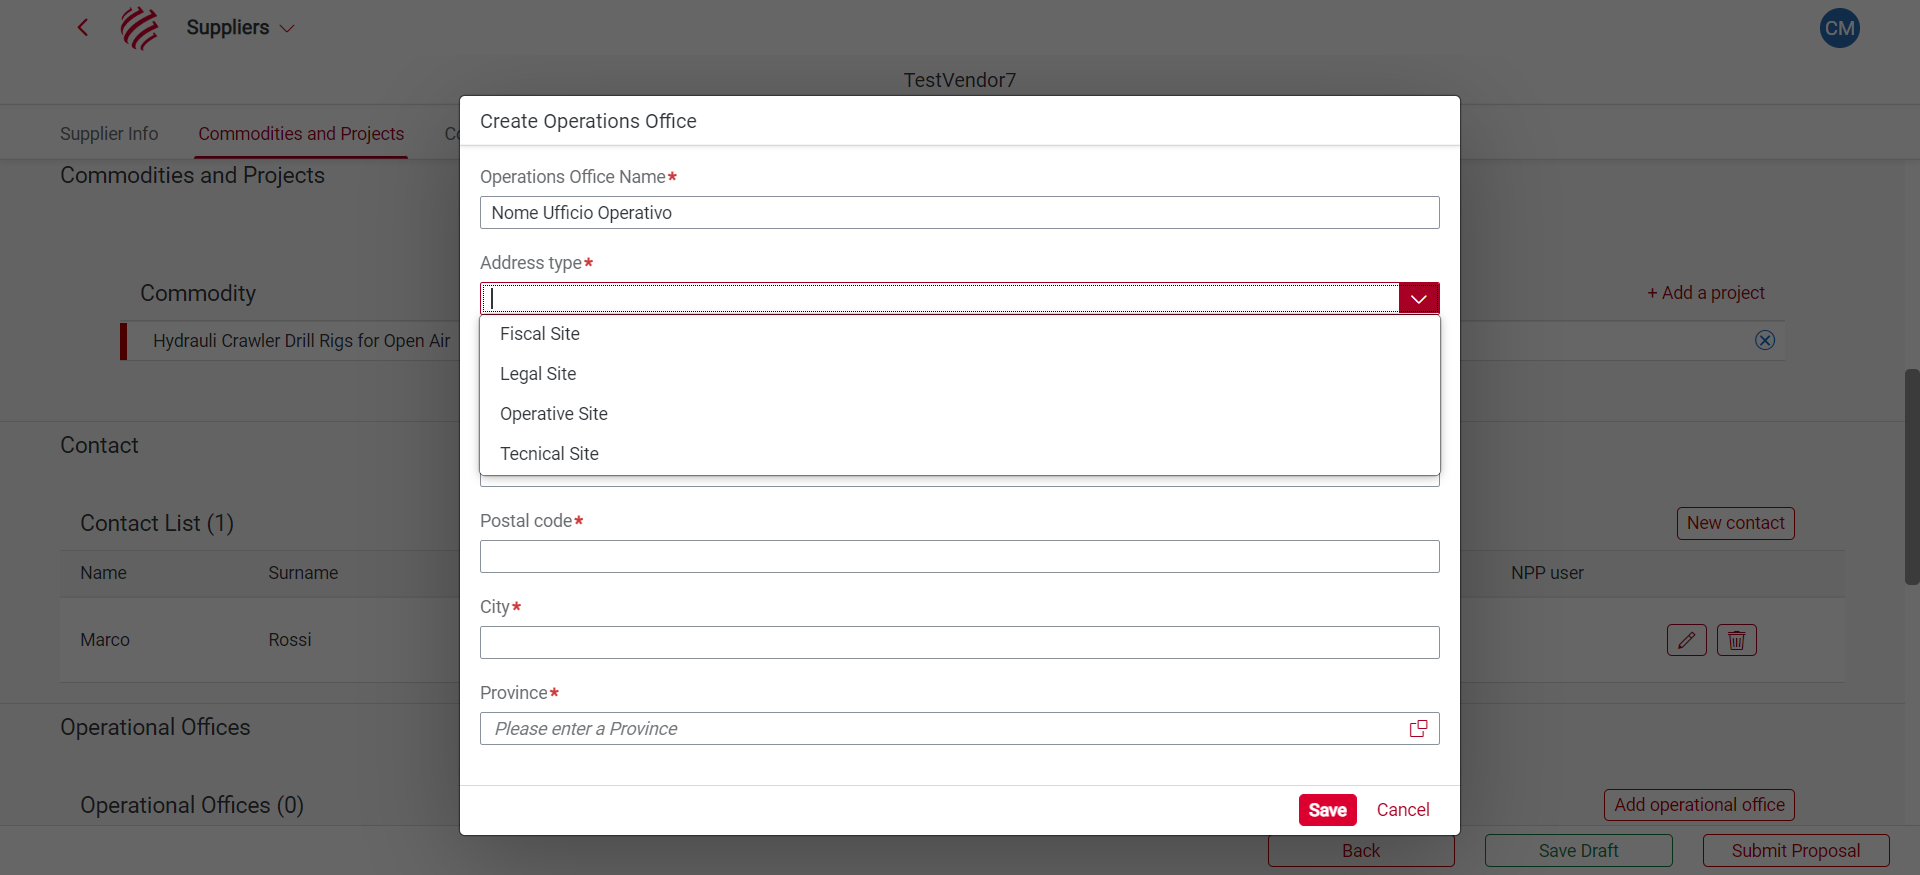 Suppliers
CM
TestVendor7
Supplier Info
Commodities and Projects
Commodities and Projects
Commodity
+ Add a project
Hydrauli Crawler Drill Rigs for Open Air
Contact
Contact List (1)
New contact
Name
Surname
NPP user
Marco
Rossi
Operational Offices
Operational Offices (0)
Add operational office
Back
Save Draft
Submit Proposal
Create Operations Office
Operations Office Name*
Nome Ufficio Operativo
Address type*
Fiscal Site
Legal Site
Operative Site
Tecnical Site
Postal code*
City*
Province*
Please enter a Province
Save
Cancel